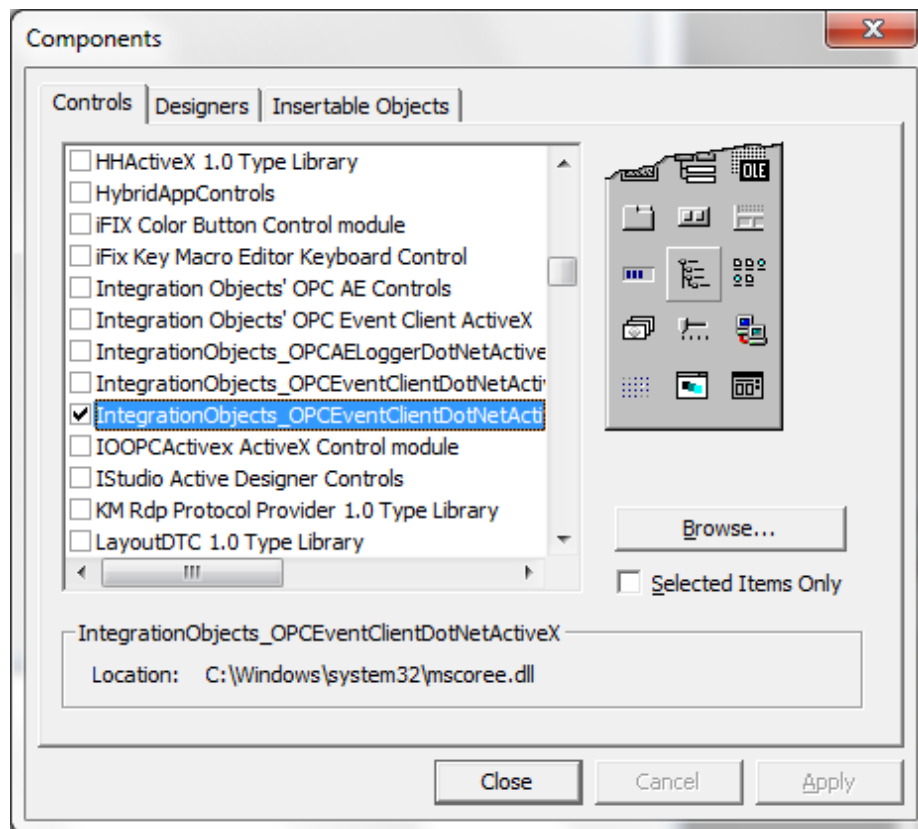 Components
Controls Designers Insertable Objects
HHActiveX 1.0 Type Library
HybridAppControls
iFIX Color Button Control module
iFix Key Macro Editor Keyboard Control
Integration Objects' OPC AE Controls
Integration Objects' OPC Event Client ActiveX
IntegrationObjects_OPCAELoggerDotNetActive
IntegrationObjects_OPCEventClientDotNetActi
IntegrationObjects_OPCEventClientDotNetActi
IOOPCActivex ActiveX Control module
IStudio Active Designer Controls
KM Rdp Protocol Provider 1.0 Type Library
LayoutDTC 1.0 Type Library
OLE
Browse...
Selected Items Only
IntegrationObjects_OPCEventClientDotNetActiveX
Location: C:\Windows\system32\mscoree.dll
Close Cancel Apply